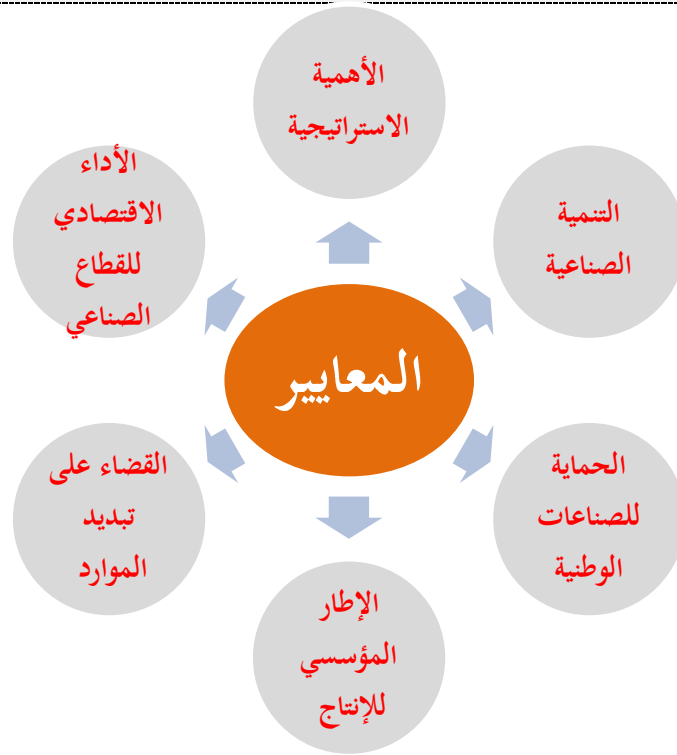 الأهمية
الاستراتيجية
التنمية
الصناعية
الحماية
للصناعات
الوطنية
الإطار
المؤسسي
للإنتاج
القضاء على
تبديد
الموارد
الأداء
الاقتصادي
للقطاع
الصناعي
المعايير